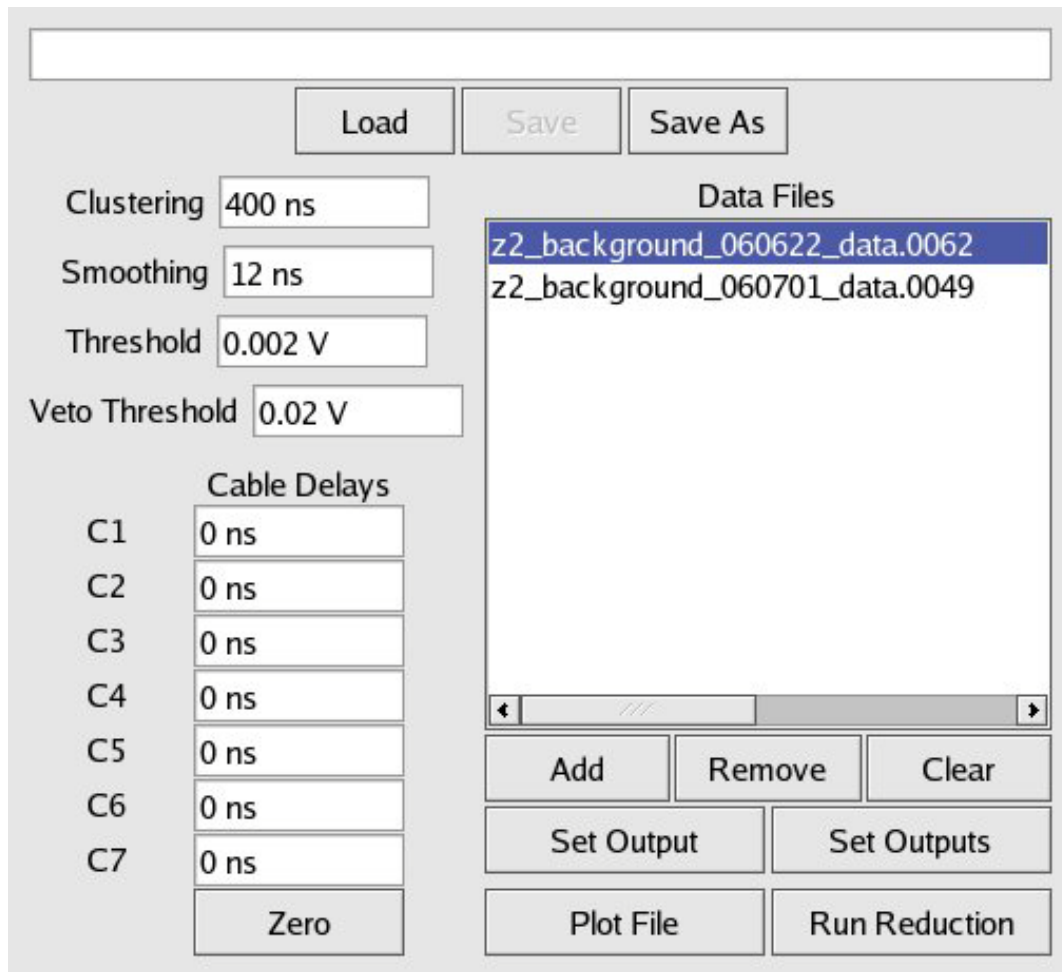 Load Save Save As
Clustering 400 ns
Smoothing 12 ns
Threshold 0.002 V
Veto Threshold 0.02 V
Cable Delays
C1 0 ns
C2 0 ns
C3 0 ns
C4 0 ns
C5 0 ns
C6 0 ns
C7 0 ns
Zero
Data Files
z2_background_060622_data.0062
z2_background_060701_data.0049
Add Remove Clear
Set Output Set Outputs
Plot File Run Reduction